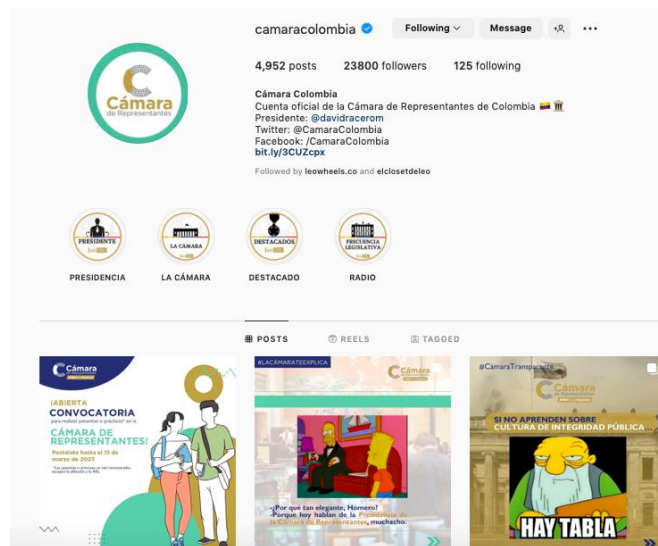 camaracolombia
Following
Message
4,952 posts 23800 followers 125 following
Cámara Colombia
Cuenta oficial de la Cámara de Representantes de Colombia
Presidente: @davidracerom
Twitter: @CamaraColombia
Facebook: /CamaraColombia
bit.ly/3CUZcpx
Followed by leowheels.co and elclosetdeleo
Cámara
de Representantes
PRESIDENTE
LA CÁMARA
DESTACADOS
FRECUENCIA
LEGISLATIVA
PRESIDENCIA
LA CÁMARA
DESTACADO
RADIO
POSTS
REELS
TAGGED
Cámara
¡ABIERTA
CONVOCATORIA
para realizar pasantías o prácticas* en la
CÁMARA DE
REPRESENTANTES!
Postúlate hasta el 15 de
marzo de 2023
#LACÁMARATEEXPLICA
Cámara
-¿Por qué tan elegante, Homero?
-Porque hoy hablan de la Presidencia de
la Cámara de Representantes, muchacho.
#CámaraTransparente
Cámara
SI NO APRENDEN SOBRE
CULTURA DE INTEGRIDAD PÚBLICA...
HAY TABLA